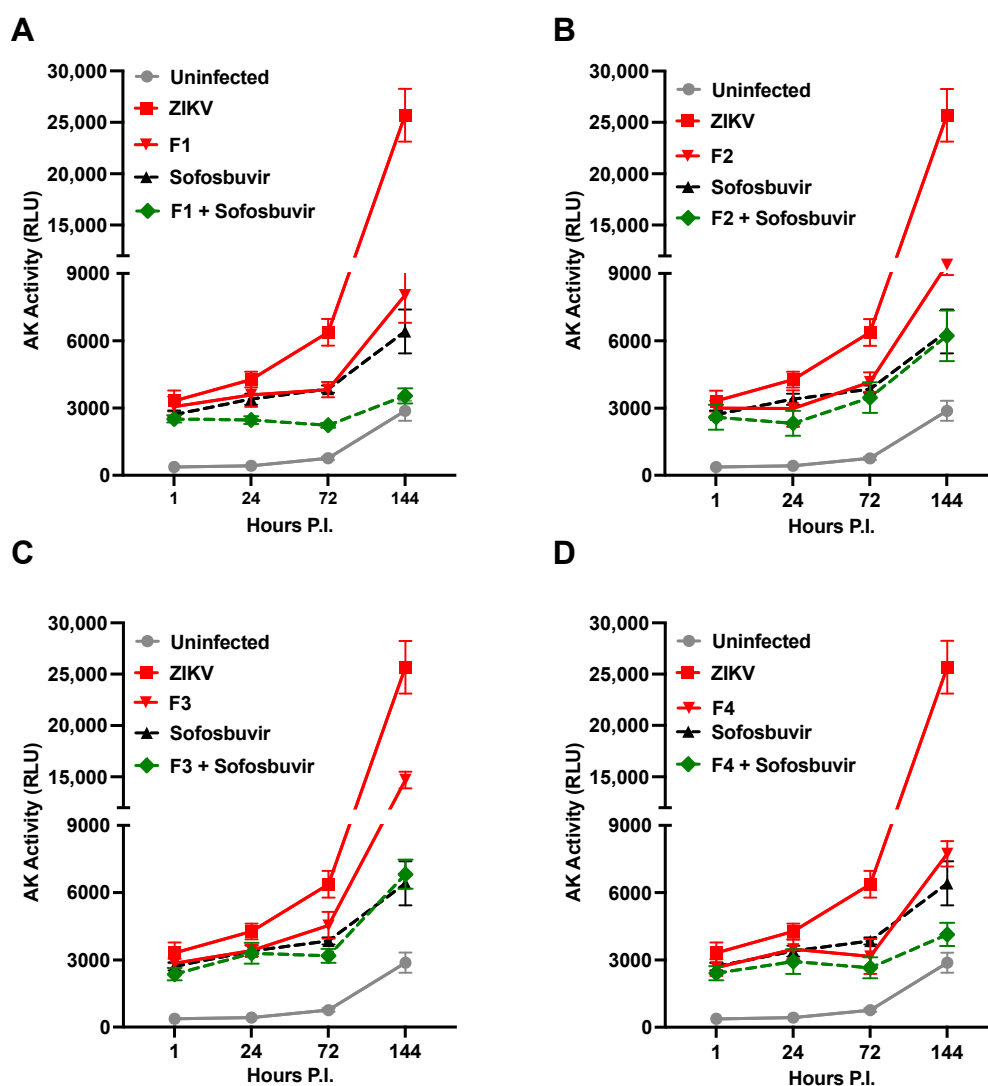 A
AK Activity (RLU)
30,000
25,000
20,000
15,000
9000
6000
3000
0
Uninfected
ZIKV
F1
Sofosbuvir
F1 + Sofosbuvir
1 24 72 144
Hours P.I.
B
AK Activity (RLU)
30,000
25,000
20,000
15,000
9000
6000
3000
0
Uninfected
ZIKV
F2
Sofosbuvir
F2 + Sofosbuvir
1 24 72 144
Hours P.I.
C
AK Activity (RLU)
30,000
25,000
20,000
15,000
9000
6000
3000
0
Uninfected
ZIKV
F3
Sofosbuvir
F3 + Sofosbuvir
1 24 72 144
Hours P.I.
D
AK Activity (RLU)
30,000
25,000
20,000
15,000
9000
6000
3000
0
Uninfected
ZIKV
F4
Sofosbuvir
F4 + Sofosbuvir
1 24 72 144
Hours P.I.